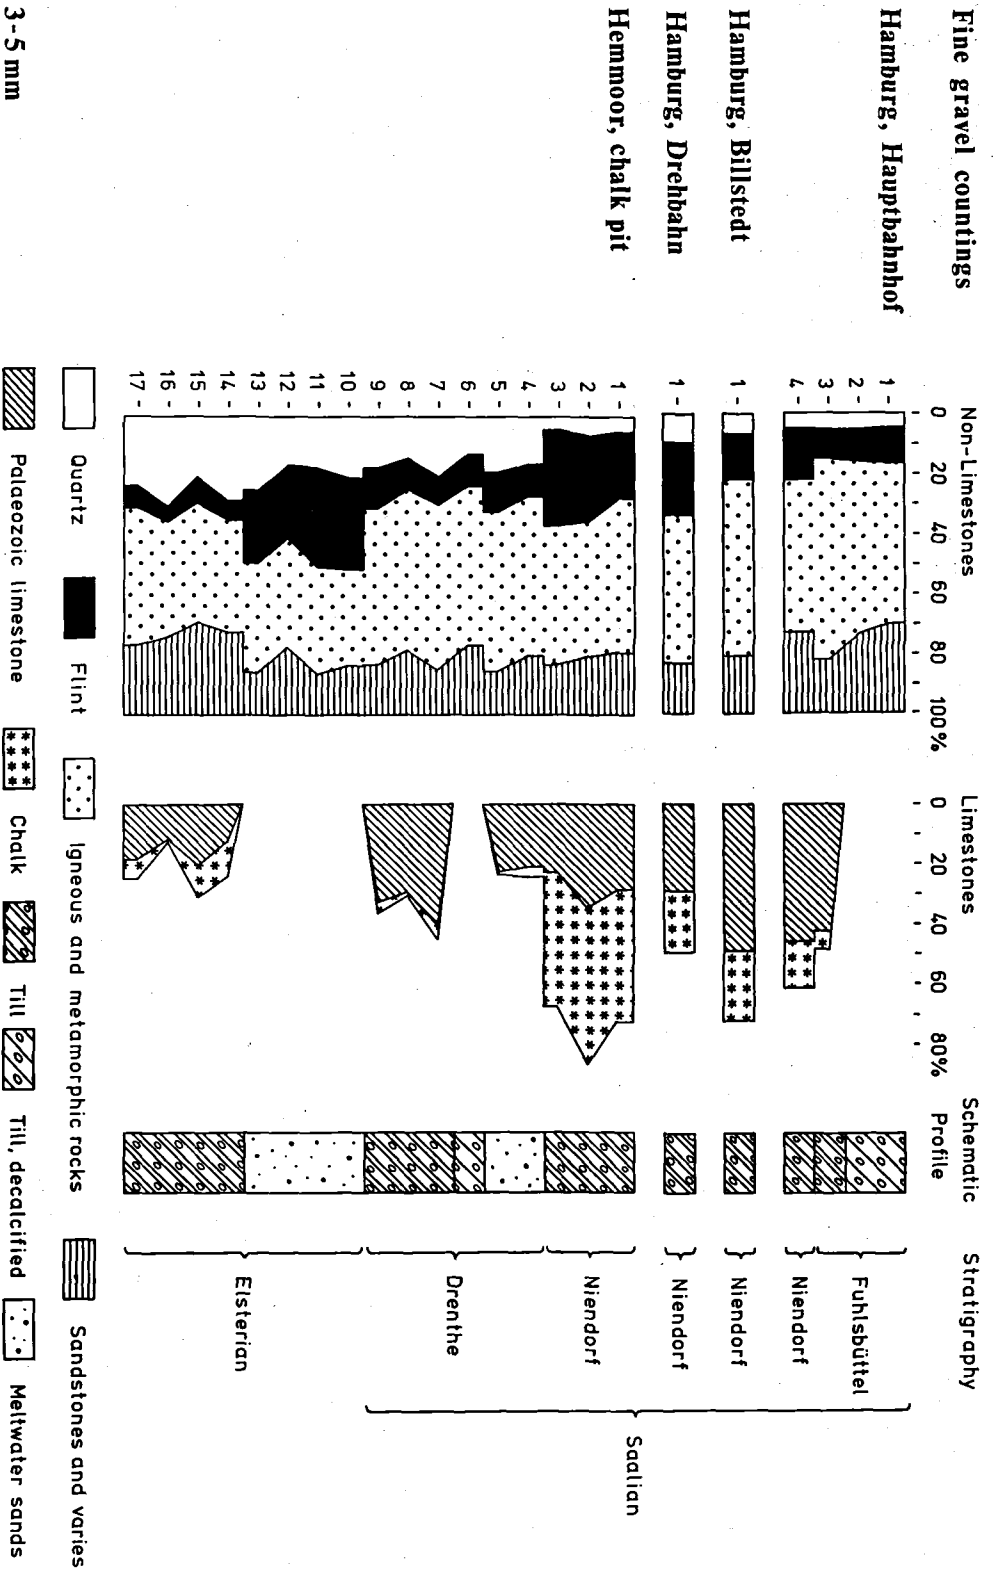 Fine gravel countings
Non-Limestones
Limestones
Schematic
Profile
Stratigraphy
0 20 40 60 80 100%
0 20 40 60 80%
Hamburg, Hauptbahnhof
1
2
3
4
Fuhlsbüttel
Niendorf
Hamburg, Billstedt
1
Niendorf
Hamburg, Drehbahn
1
Niendorf
Hemmoor, chalk pit
1
2
3
4
5
6
7
8
9
10
11
12
13
14
15
16
17
Niendorf
Drenthe
Elsterian
Saalian
Quartz
Flint
Igneous and metamorphic rocks
Sandstones and varies
3-5 mm
Palaeozoic limestone
Chalk
Till
Till, decalcified
Meltwater sands